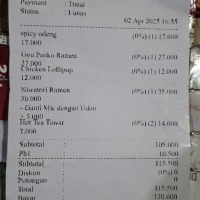 Payment : Tunai
Status : Lunas
02 Apr 2025 18:55
spicy odeng (0%) (1) 17.000
17.000
Gyu Panku Ramen (0%) (1) 27.000
27.000
Chicken Lollipop (0%) (1) 12.000
12.000
Niwatori Ramen (0%) (1) 35.000
30.000
- Ganti Mie dengan Udon
+ 5.000
Hot Tea Tawar (0%) (2) 14.000
7.000
Subtotal : 105.000
Pb1 : 10.500
Subtotal : 115.500
Diskon : (0%) 0
Potongan : 0
Total : 115.500
Bayar 120.000